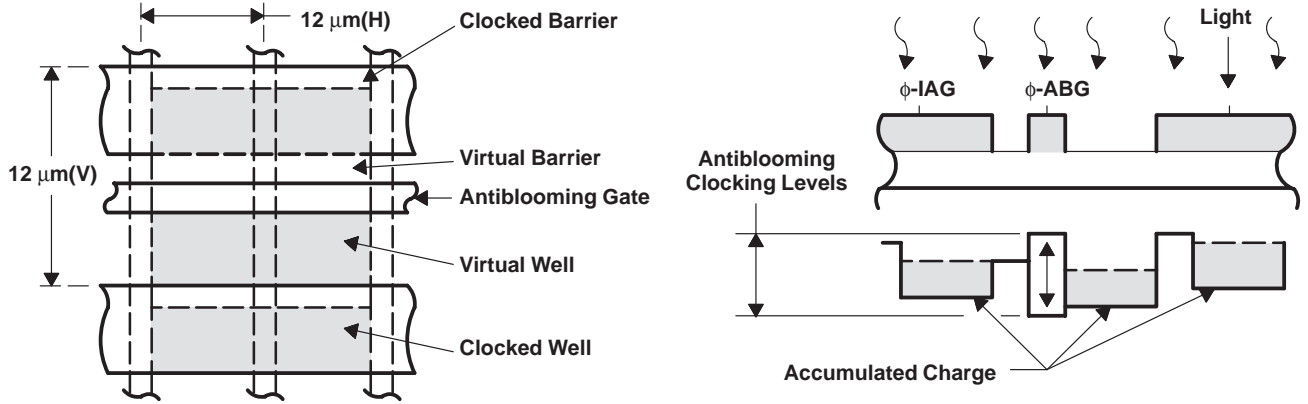 12 μm(H)
Clocked Barrier
12 μm(V)
Virtual Barrier
Antiblooming Gate
Virtual Well
Clocked Well
Light
ϕ-IAG
ϕ-ABG
Antiblooming
Clocking Levels
Accumulated Charge